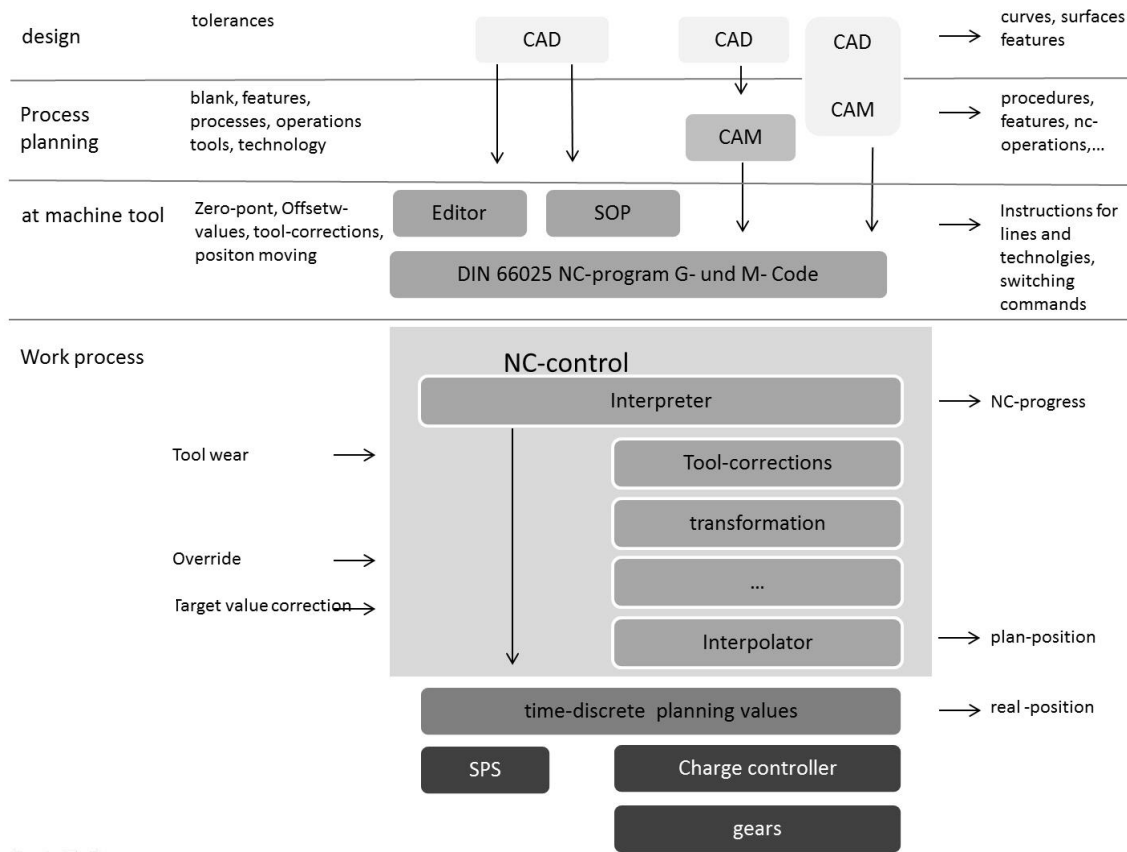 design
tolerances
CAD
CAD
CAD
curves, surfaces
features
Process
planning
blank, features,
processes, operations
tools, technology
CAM
CAM
procedures,
features, nc-
operations,...
at machine tool
Zero-pont, Offsetw-
values, tool-corrections,
positon moving
Editor
SOP
DIN 66025 NC-program G- und M- Code
Instructions for
lines and
technolgies,
switching
commands
Work process
NC-control
Interpreter
NC-progress
Tool wear
Tool-corrections
transformation
Override
...
Target value correction
Interpolator
plan-position
time-discrete planning values
real -position
SPS
Charge controller
gears